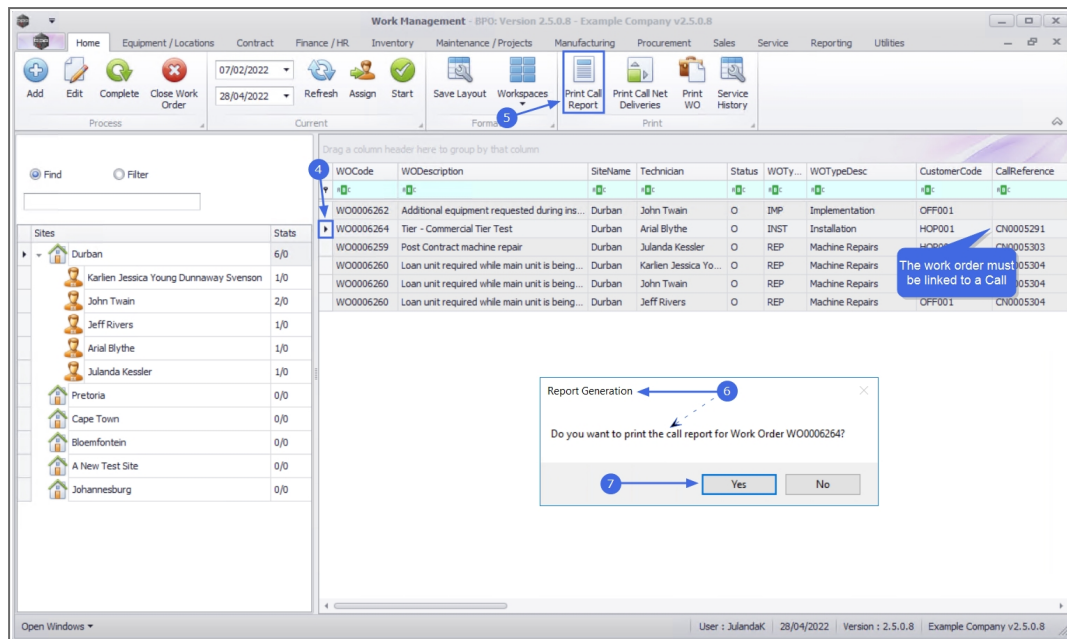 Work Management - BPO: Version 2.5.0.8 - Example Company v2.5.0.8
Home Equipment / Locations Contract Finance / HR Inventory Maintenance / Projects Manufacturing Procurement Sales Service Reporting Utilities
Add Edit Complete Close Work Order
07/02/2022
28/04/2022
Refresh Assign Start Save Layout Workspaces Print Call Report Print Call Net Deliveries Print WO Service History
5
Process Current Format Print
Drag a column header here to group by that column
Find Filter
4
WOCode WODescription SiteName Technician Status WOTy... WOTypeDesc CustomerCode CallReference
WO0006262 Additional equipment requested during ins... Durban John Twain O IMP Implementation OFF001
WO0006264 Tier - Commercial Tier Test Durban Arial Blythe O INST Installation HOP001 CN0005291
WO0006259 Post Contract machine repair Durban Julanda Kessler O REP Machine Repairs HOP001 CN0005303
WO0006260 Loan unit required while main unit is being... Durban Karlien Jessica Yo... O REP Machine Repairs 05304
WO0006260 Loan unit required while main unit is being... Durban John Twain O REP Machine Repairs 05304
WO0006260 Loan unit required while main unit is being... Durban Jeff Rivers O REP Machine Repairs OFF001 CN0005304
The work order must
be linked to a Call
Sites Stats
Durban 6/0
Karlien Jessica Young Dunnaway Svenson 1/0
John Twain 2/0
Jeff Rivers 1/0
Arial Blythe 1/0
Julanda Kessler 1/0
Pretoria 0/0
Cape Town 0/0
Bloemfontein 0/0
A New Test Site 0/0
Johannesburg 0/0
Report Generation 6
Do you want to print the call report for Work Order WO0006264?
7 Yes No
Open Windows User : JulandaK 28/04/2022 Version : 2.5.0.8 Example Company v2.5.0.8